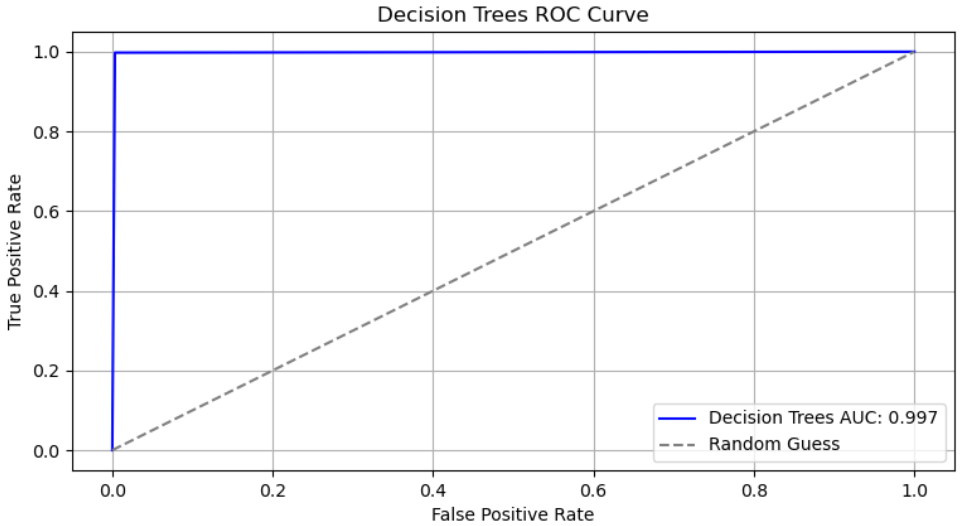 Decision Trees ROC Curve
1.0
0.8
0.6
0.4
0.2
0.0
True Positive Rate
Decision Trees AUC: 0.997
Random Guess
0.0 0.2 0.4 0.6 0.8 1.0
False Positive Rate